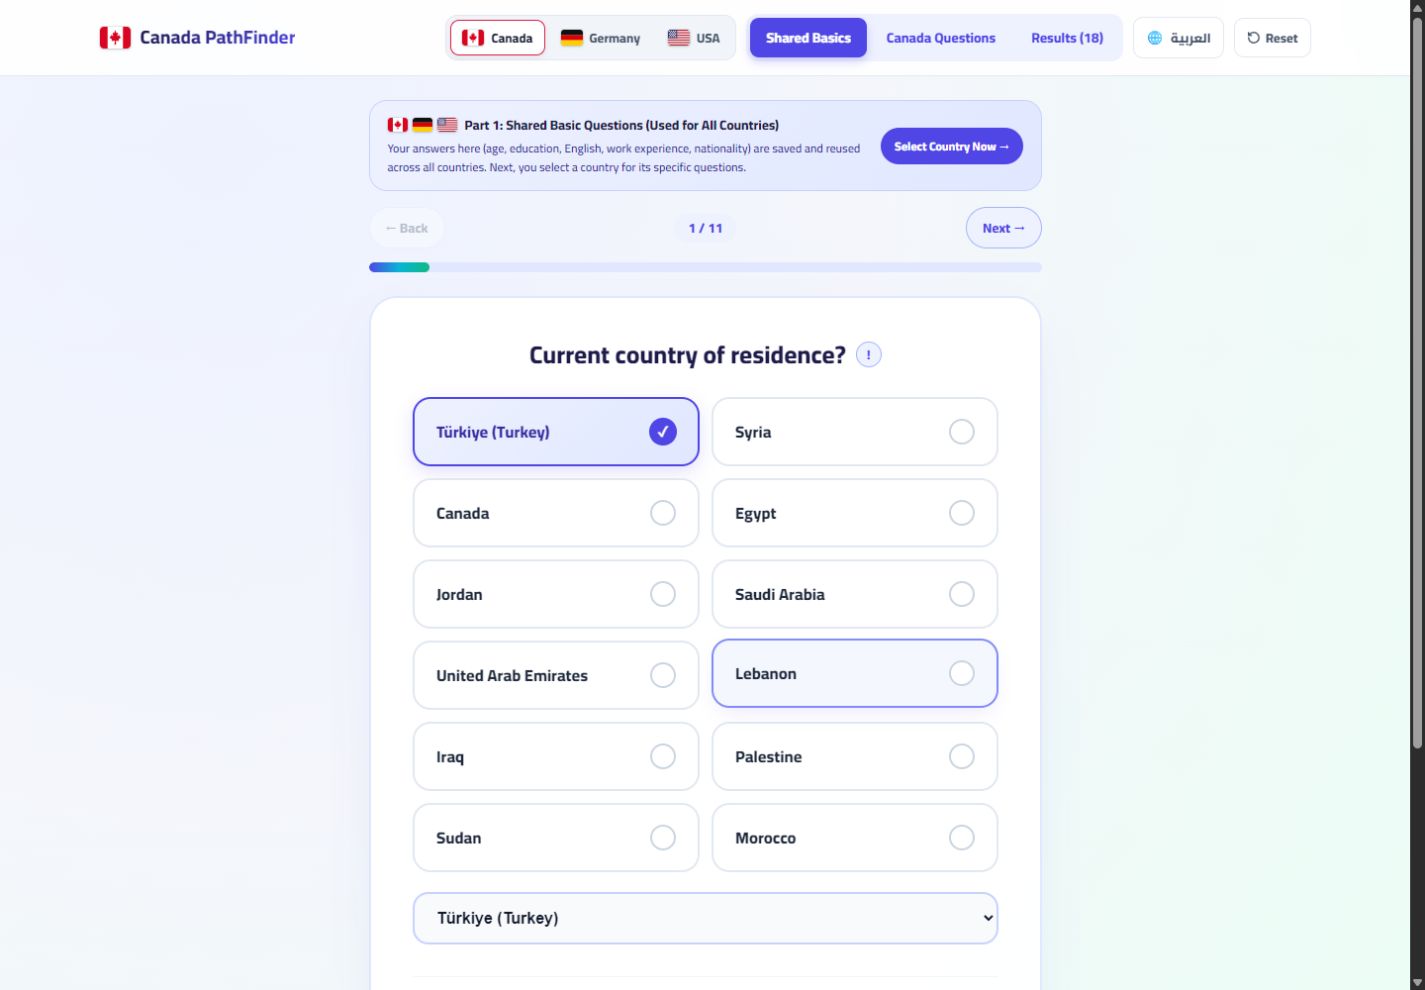 Canada PathFinder
Canada
Germany
USA
Shared Basics
Canada Questions
Results (18)
العربية
Reset
Part 1: Shared Basic Questions (Used for All Countries)
Your answers here (age, education, English, work experience, nationality) are saved and reused
across all countries. Next, you select a country for its specific questions.
Select Country Now →
← Back
1 / 11
Next →
Current country of residence? !
Türkiye (Turkey)
Syria
Canada
Egypt
Jordan
Saudi Arabia
United Arab Emirates
Lebanon
Iraq
Palestine
Sudan
Morocco
Türkiye (Turkey)